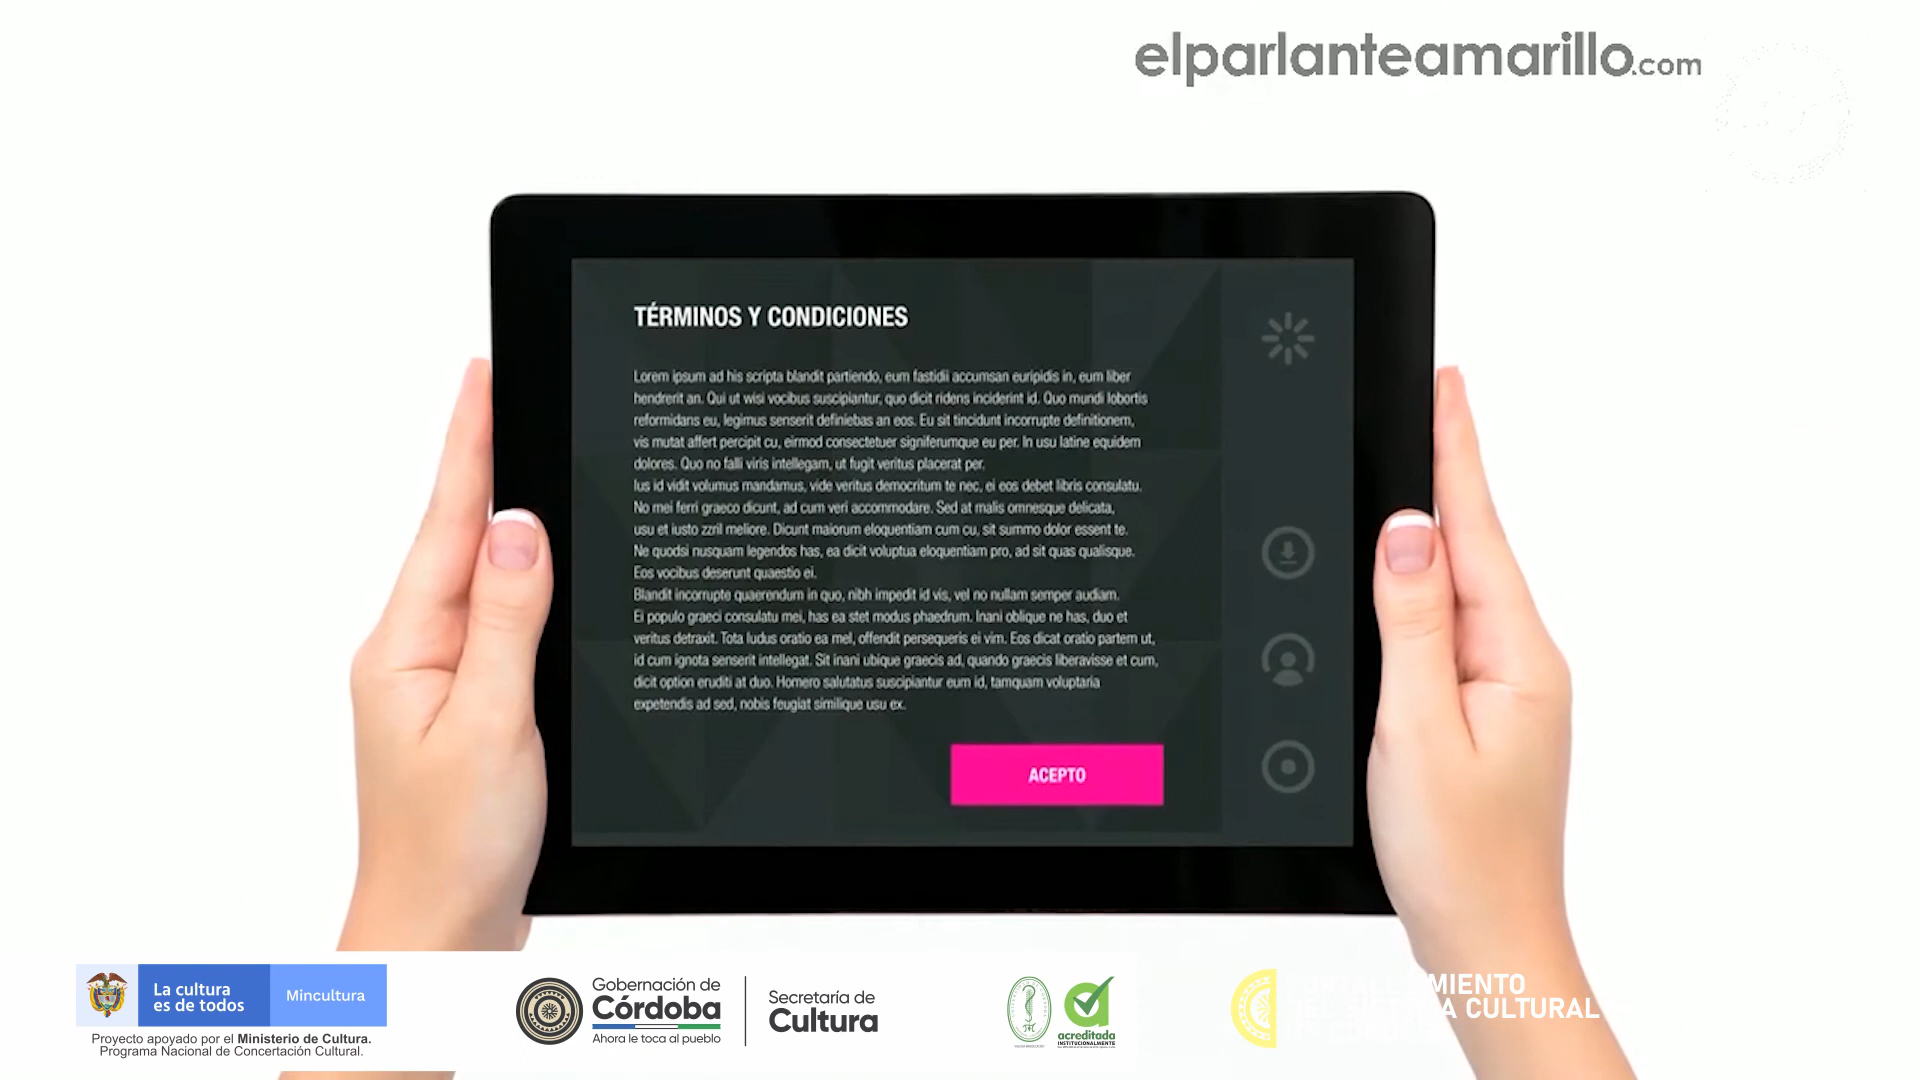 elparlanteamarillo.com
TÉRMINOS Y CONDICIONES
Lorem ipsum ad his scripta blandit partiendo, eum fastidii accumsan euripidis in, eum liber
hendrerit an. Qui ut wisi vocibus suscipiantur, quo dicit ridens inciderint id. Quo mundi lobortis
reformidans eu, legimus senserit definiebas an eos. Eu sit tincidunt incorrupte definitionem,
vis mutat affert percipit cu, eirmod consectetuer signiferumque eu per. In usu latine equidem
dolores. Quo no falli viris intellegam, ut fugit veritus placerat per.
Ius id vidit volumus mandamus, vide veritus democritum te nec, ei eos debet libris consulatu.
No mei ferri graeco dicunt, ad cum veri accommodare. Sed at malis omnesque delicata,
usu et iusto zzril meliore. Dicunt maiorum eloquentiam cum cu, sit summo dolor essent te.
Ne quodsi nusquam legendos has, ea dicit voluptua eloquentiam pro, ad sit quas qualisque.
Eos vocibus deserunt quaestio ei.
Blandit incorrupte quaerendum in quo, nibh impedit id vis, vel no nullam semper audiam.
Ei populo graeci consulatu mei, has ea stet modus phaedrum. Inani oblique ne has, duo et
veritus detraxit. Tota ludus oratio ea mel, offendit persequeris ei vim. Eos dicat oratio partem ut,
id cum ignota senserit intellegat. Sit inani ubique graecis ad, quando graecis liberavisse et cum,
dicit option eruditi at duo. Homero salutatus suscipiantur eum id, tamquam voluptaria
expetendis ad sed, nobis feugiat similique usu ex.
ACEPTO
La cultura
es de todos
Mincultura
Proyecto apoyado por el Ministerio de Cultura.
Programa Nacional de Concertación Cultural.
Gobernación de
Córdoba
Ahora le toca al pueblo
Secretaría de
Cultura
acreditada
INSTITUCIONALMENTE
CULTURAL